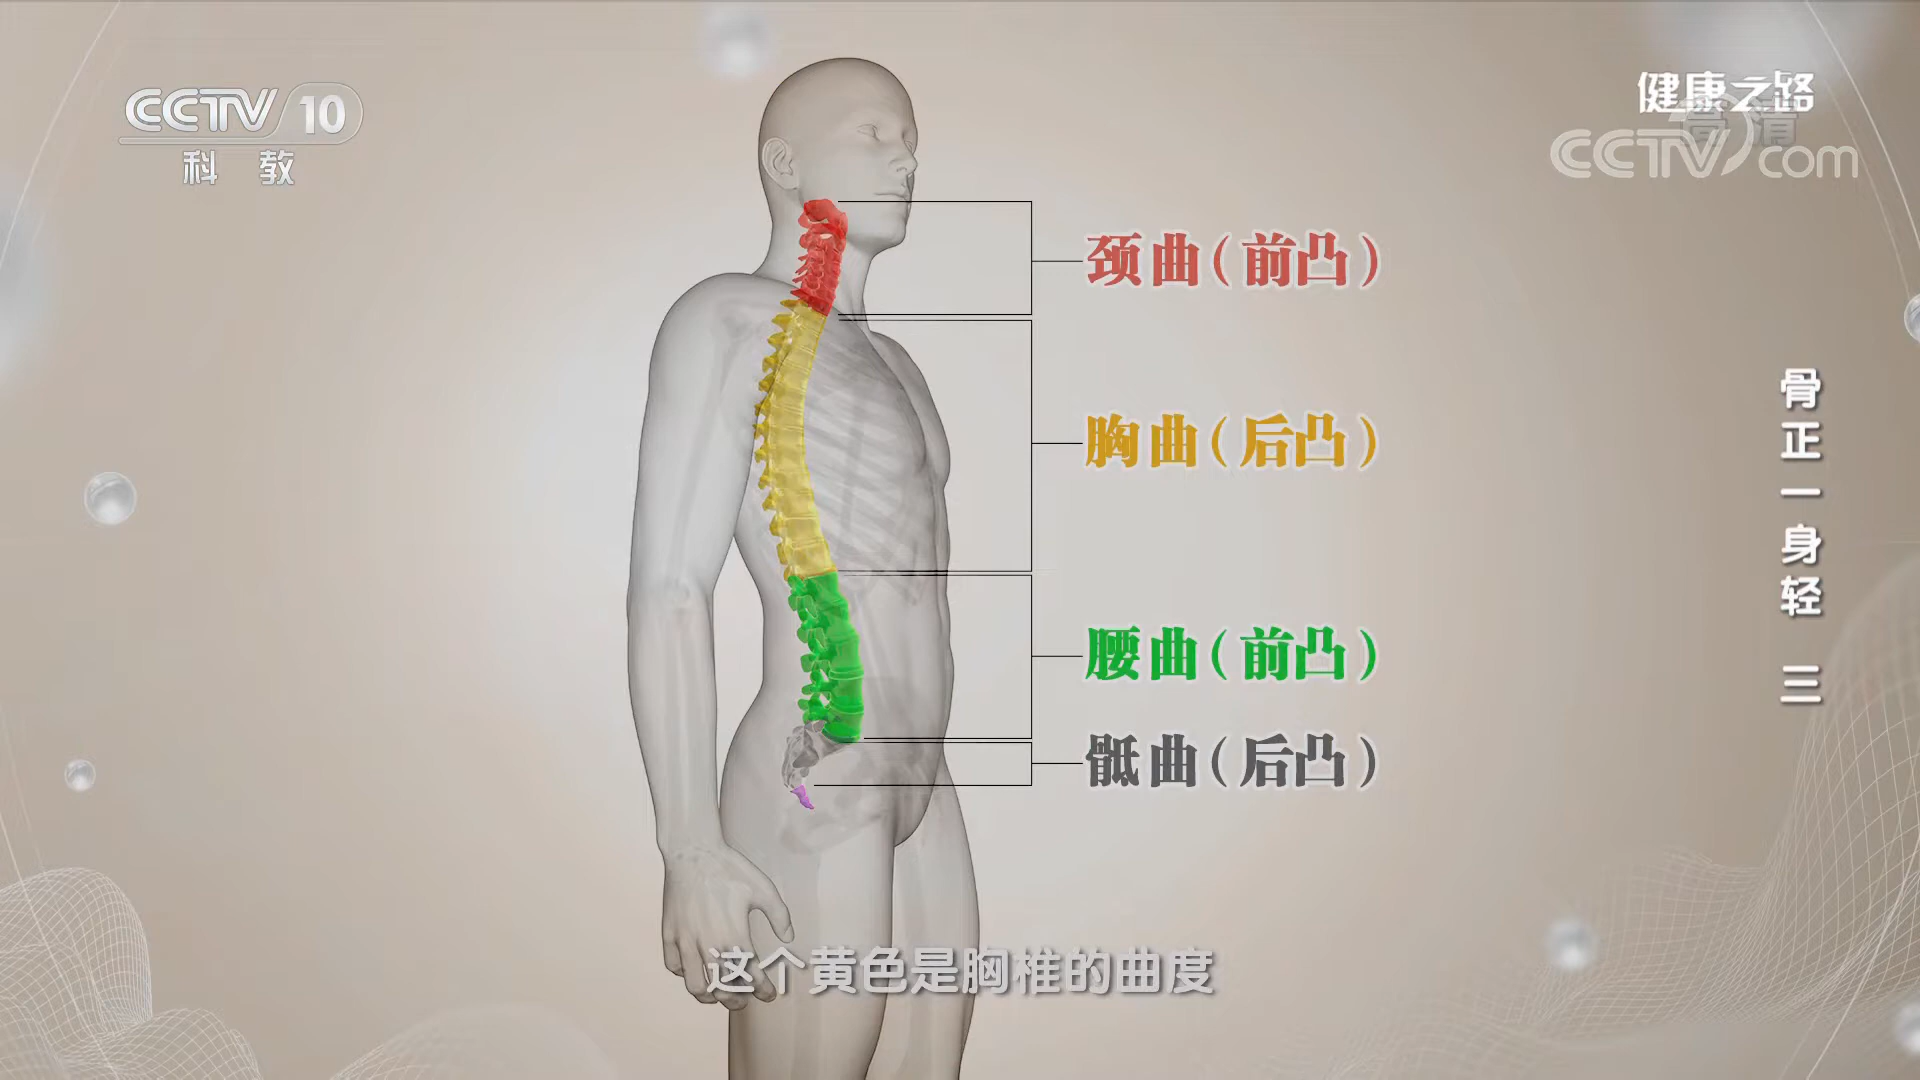 CCTV 10
科教
健康之路
高清
CCTV.com
颈曲(前凸)
胸曲(后凸)
腰曲(前凸)
骶曲(后凸)
骨正一身轻 三
这个黄色是胸椎的曲度